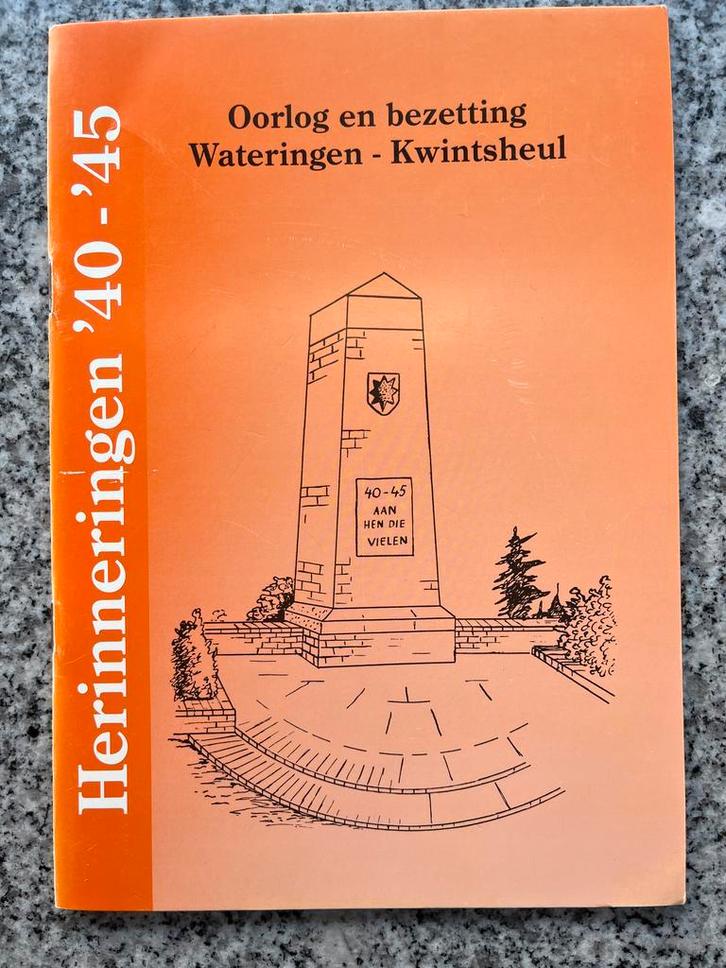 Oorlog en bezetting
Wateringen - Kwintsheul
Herinneringen '40 - '45
40-45
AAN
HEN DIE
VIELEN